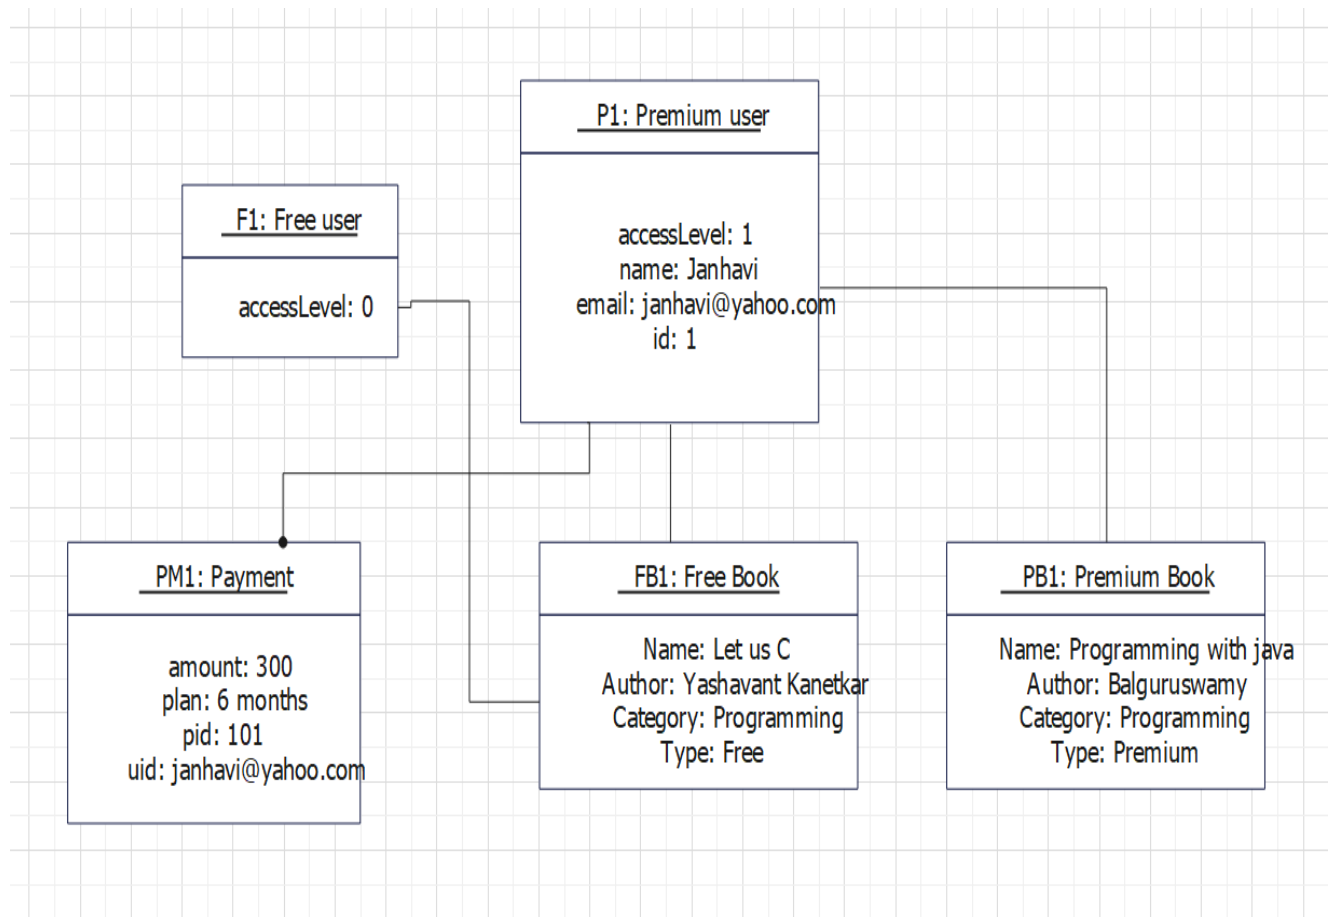 P1: Premium user
accessLevel: 1
name: Janhavi
email: janhavi@yahoo.com
id: 1
F1: Free user
accessLevel: 0
PM1: Payment
amount: 300
plan: 6 months
pid: 101
uid: janhavi@yahoo.com
FB1: Free Book
Name: Let us C
Author: Yashavant Kanetkar
Category: Programming
Type: Free
PB1: Premium Book
Name: Programming with java
Author: Balguruswamy
Category: Programming
Type: Premium